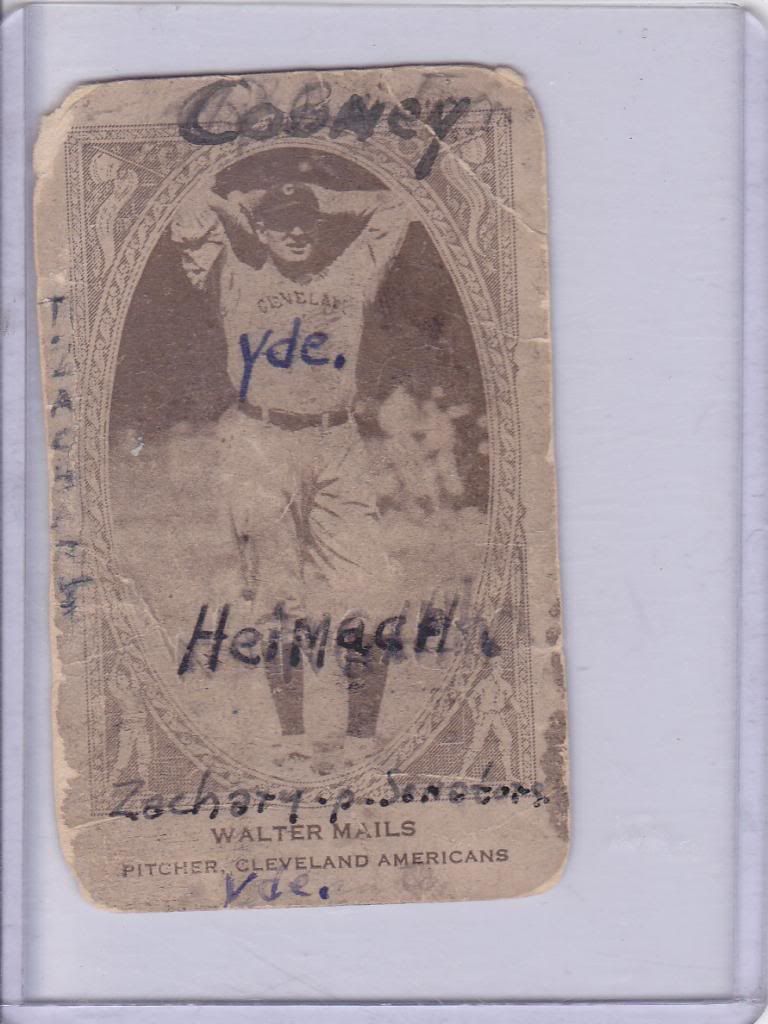 CooNey
C
CLEVELAND
yde.
HeiMacH.
Zachary.p.Senators
WALTER MAILS
PITCHER, CLEVELAND AMERICANS
yde.